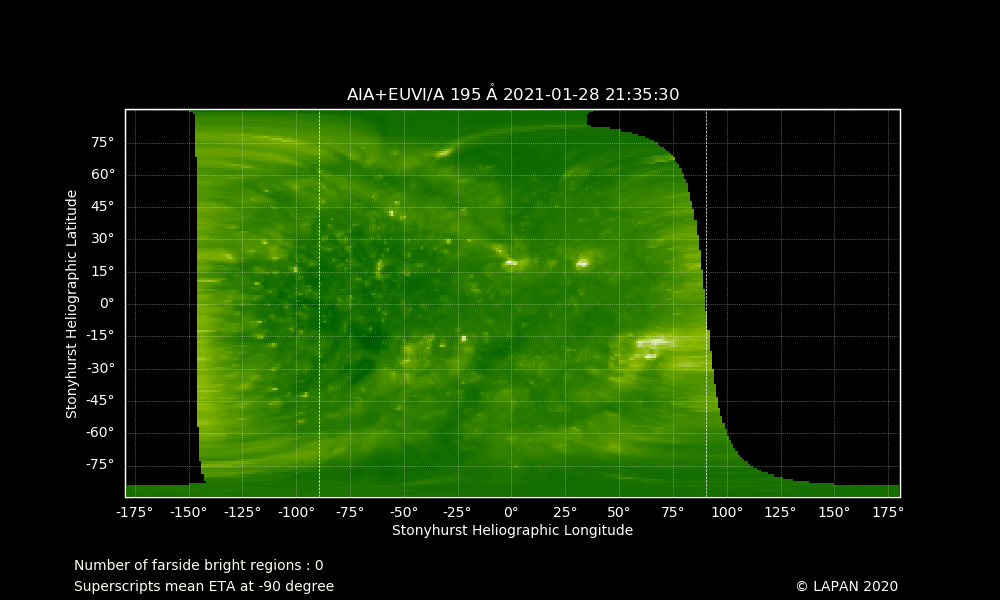 AIA+EUVI/A 195 Å 2021-01-28 21:35:30
Stonyhurst Heliographic Latitude
75°
60°
45°
30°
15°
0°
-15°
-30°
-45°
-60°
-75°
-175° -150° -125° -100° -75° -50° -25° 0° 25° 50° 75° 100° 125° 150° 175°
Stonyhurst Heliographic Longitude
Number of farside bright regions : 0
Superscripts mean ETA at -90 degree
© LAPAN 2020